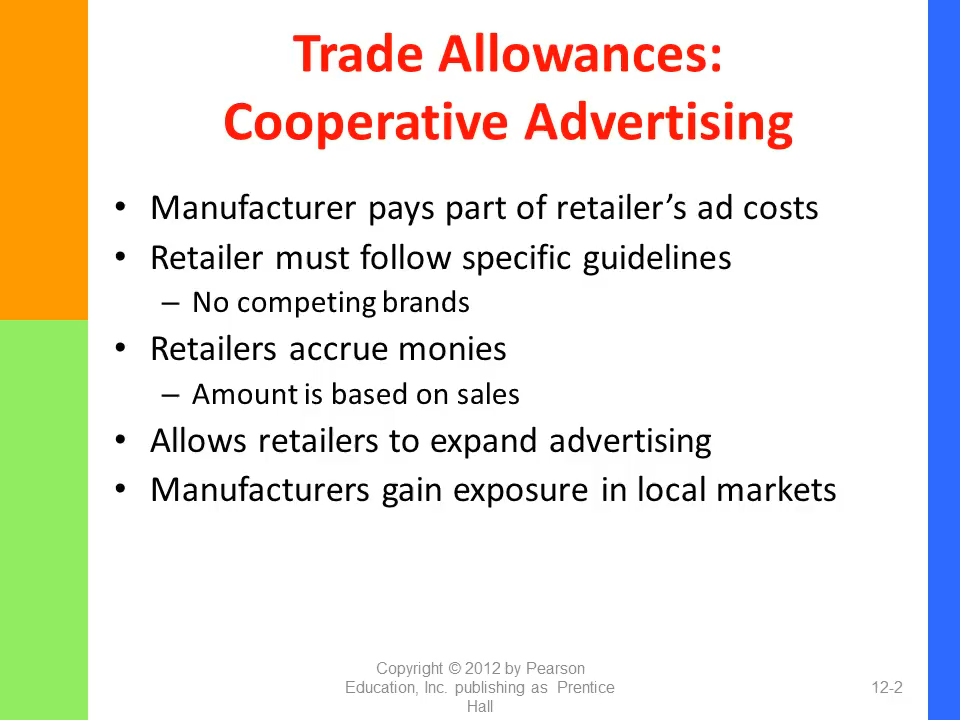 Trade Allowances:
Cooperative Advertising
• Manufacturer pays part of retailer’s ad costs
• Retailer must follow specific guidelines
– No competing brands
• Retailers accrue monies
– Amount is based on sales
• Allows retailers to expand advertising
• Manufacturers gain exposure in local markets
Copyright © 2012 by Pearson
Education, Inc. publishing as Prentice
Hall
12-2